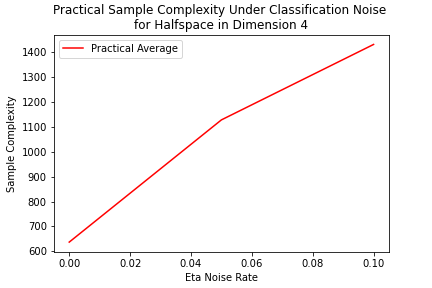 Practical Sample Complexity Under Classification Noise
for Halfspace in Dimension 4
Practical Average
1400
1300
1200
1100
1000
900
800
700
600
Sample Complexity
0.00 0.02 0.04 0.06 0.08 0.10
Eta Noise Rate